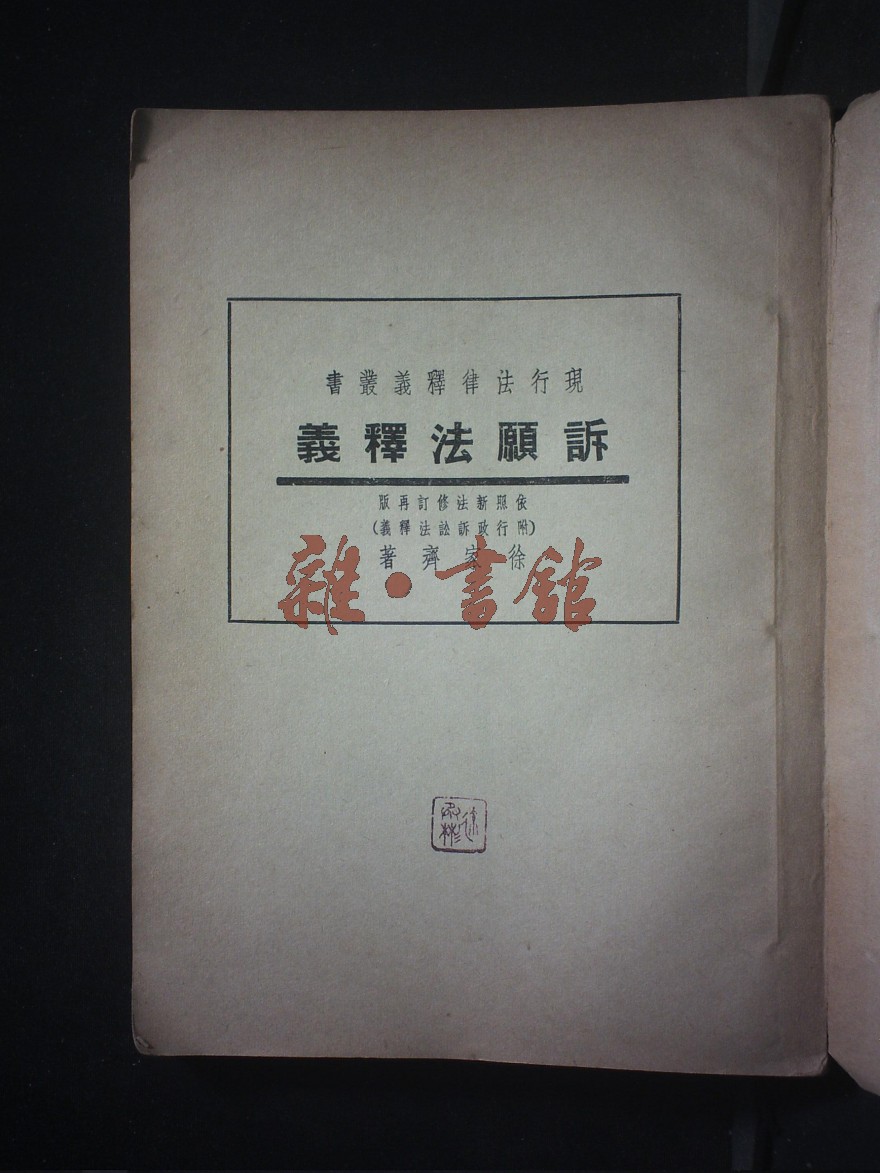 現行法律釋義叢書
訴願法釋義
依照新法修訂再版
(附行政訴訟法釋義)
徐家齊著
雜·書館